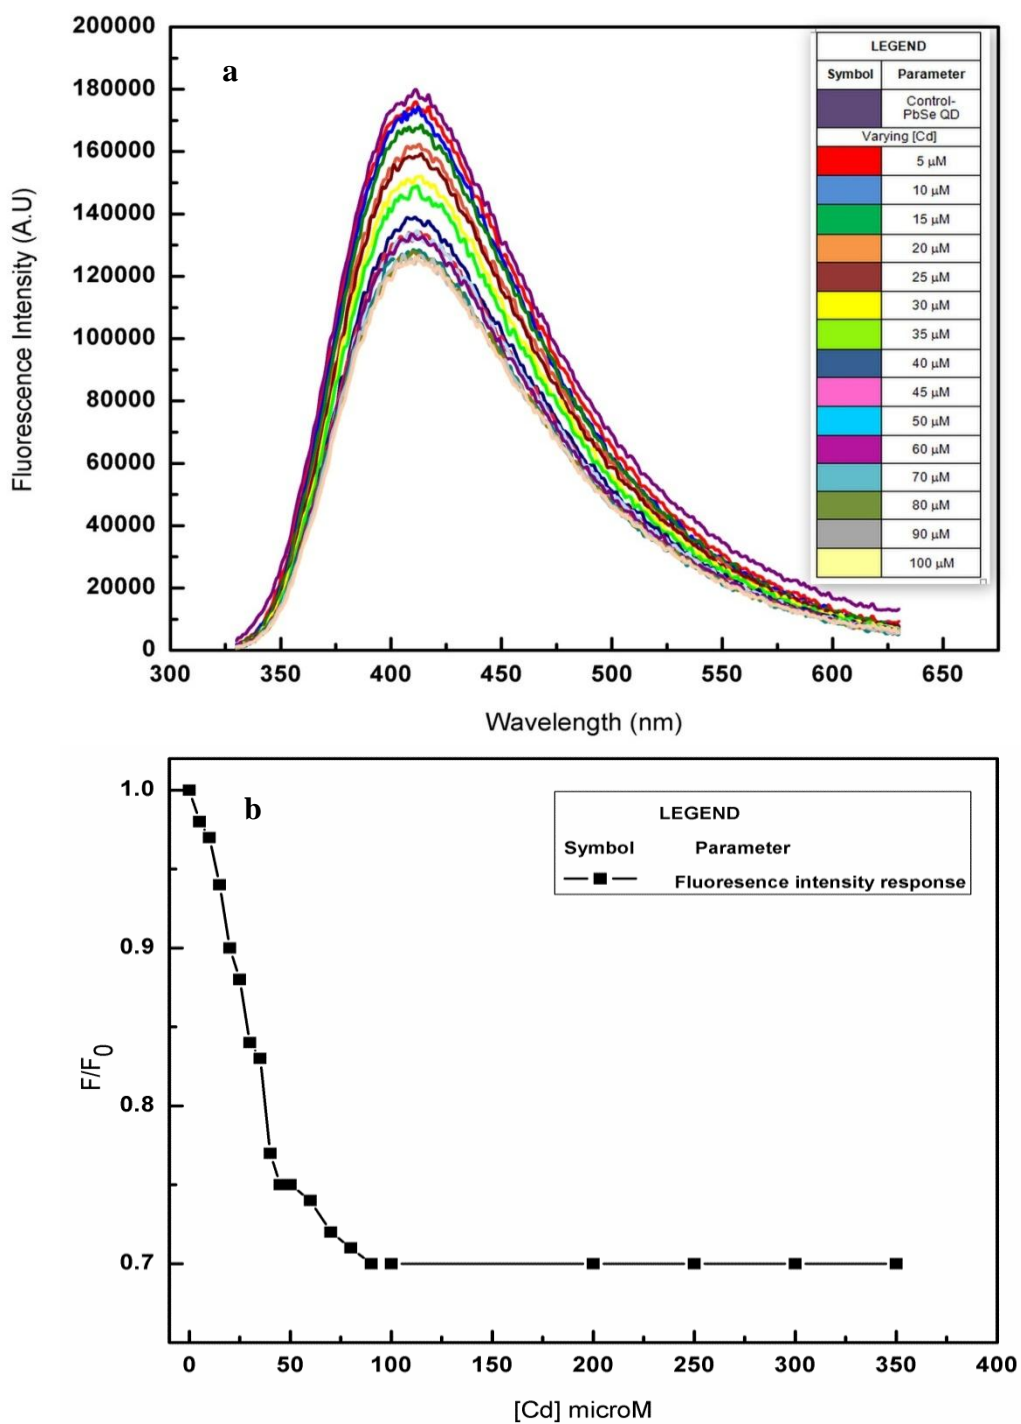 200000
180000
160000
140000
120000
100000
80000
60000
40000
20000
0
Fluorescence Intensity (A.U)
a
LEGEND
Symbol Parameter
Control-
PbSe QD
Varying [Cd]
5 μM
10 μM
15 μM
20 μM
25 μM
30 μM
35 μM
40 μM
45 μM
50 μM
60 μM
70 μM
80 μM
90 μM
100 μM
300 350 400 450 500 550 600 650
Wavelength (nm)
1.0
0.9
0.8
0.7
F/F0
b
LEGEND
Symbol Parameter
Fluoresence intensity response
0 50 100 150 200 250 300 350 400
[Cd] microM